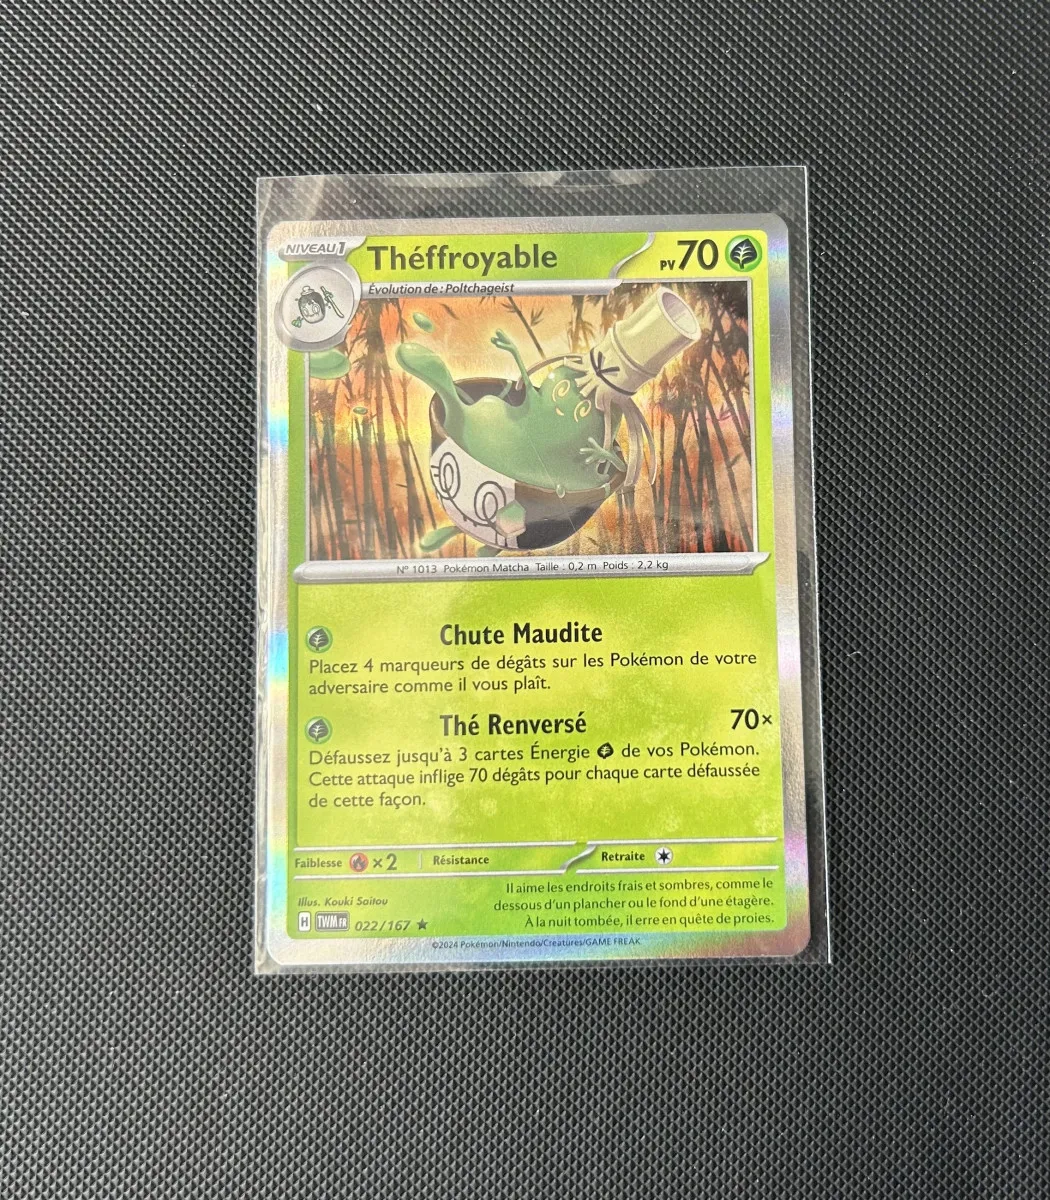 NIVEAU 1
Théffroyable
PV 70
Évolution de : Poltchageist
N° 1013 Pokémon Matcha Taille : 0,2 m Poids : 2,2 kg
Chute Maudite
Placez 4 marqueurs de dégâts sur les Pokémon de votre
adversaire comme il vous plaît.
Thé Renversé 70×
Défaussez jusqu'à 3 cartes Énergie de vos Pokémon.
Cette attaque inflige 70 dégâts pour chaque carte défaussée
de cette façon.
Faiblesse ×2 Résistance Retraite
Illus. Kouki Saitou
Il aime les endroits frais et sombres, comme le
dessous d'un plancher ou le fond d'une étagère.
À la nuit tombée, il erre en quête de proies.
H TWM FR 022/167 ★
©2024 Pokémon/Nintendo/Creatures/GAME FREAK